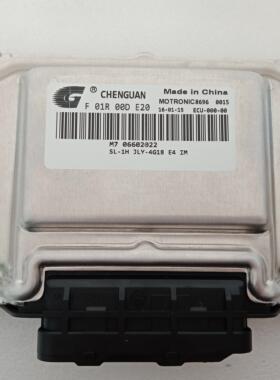 ® CHENGUAN
Made in China
F 01R 00D E20
MOTRONIC8696 0015
16-01-15 ECU-000-00
M7 06602022
SL-1H JLY-4G18 E4 IM